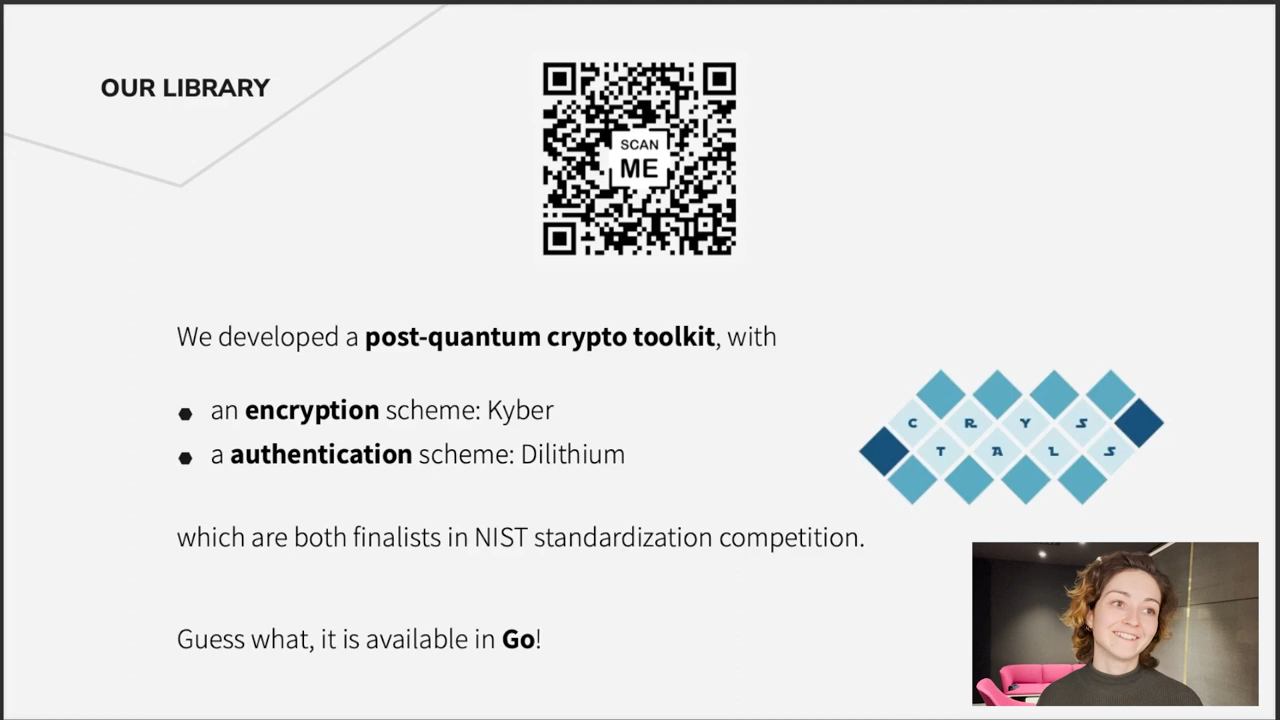 OUR LIBRARY
SCAN
ME
We developed a post-quantum crypto toolkit, with
an encryption scheme: Kyber
a authentication scheme: Dilithium
C R Y S
T A L S
which are both finalists in NIST standardization competition.
Guess what, it is available in Go!